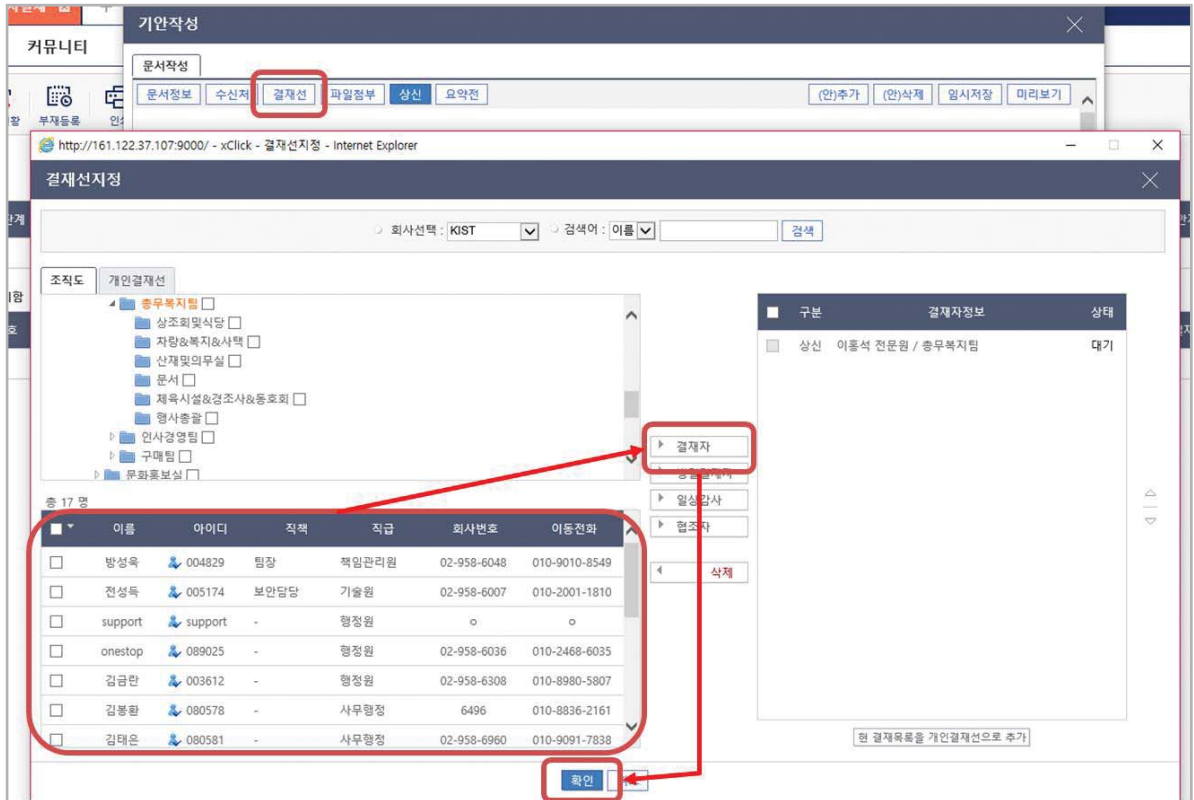 기안작성
커뮤니티
문서작성
문서정보 수신처 결재선 파일첨부 상신 요약전 (안)추가 (안)삭제 임시저장 미리보기
부재등록
http://161.122.37.107:9000/ - xClick - 결재선지정 - Internet Explorer
결재선지정
회사선택 : KIST 검색어 : 이름 검색
조직도 개인결재선
총무복지팀
상조회및식당
차량&복지&사택
산재및의무실
문서
체육시설&경조사&동호회
행사총괄
인사경영팀
구매팀
문화홍보실
구분 결재자정보 상태
상신 이홍석 전문원 / 총무복지팀 대기
결재자
병렬결재자
일상감사
협조자
삭제
총 17 명
이름 아이디 직책 직급 회사번호 이동전화
방성욱 004829 팀장 책임관리원 02-958-6048 010-9010-8549
전성득 005174 보안담당 기술원 02-958-6007 010-2001-1810
support support - 행정원 o o
onestop 089025 - 행정원 02-958-6036 010-2468-6035
김금란 003612 - 행정원 02-958-6308 010-8980-5807
김봉환 080578 - 사무행정 6496 010-8836-2161
김태은 080581 - 사무행정 02-958-6960 010-9091-7838
현 결재목록을 개인결재선으로 추가
확인